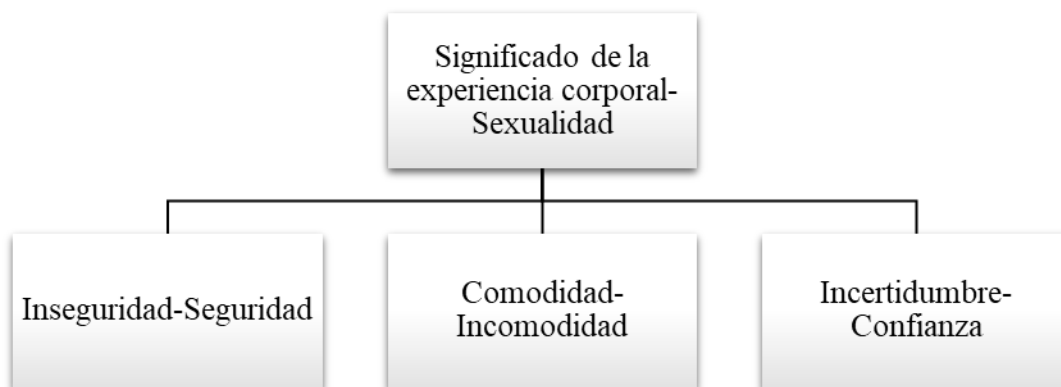 Significado de la
experiencia corporal-
Sexualidad
Inseguridad-Seguridad
Comodidad-
Incomodidad
Incertidumbre-
Confianza